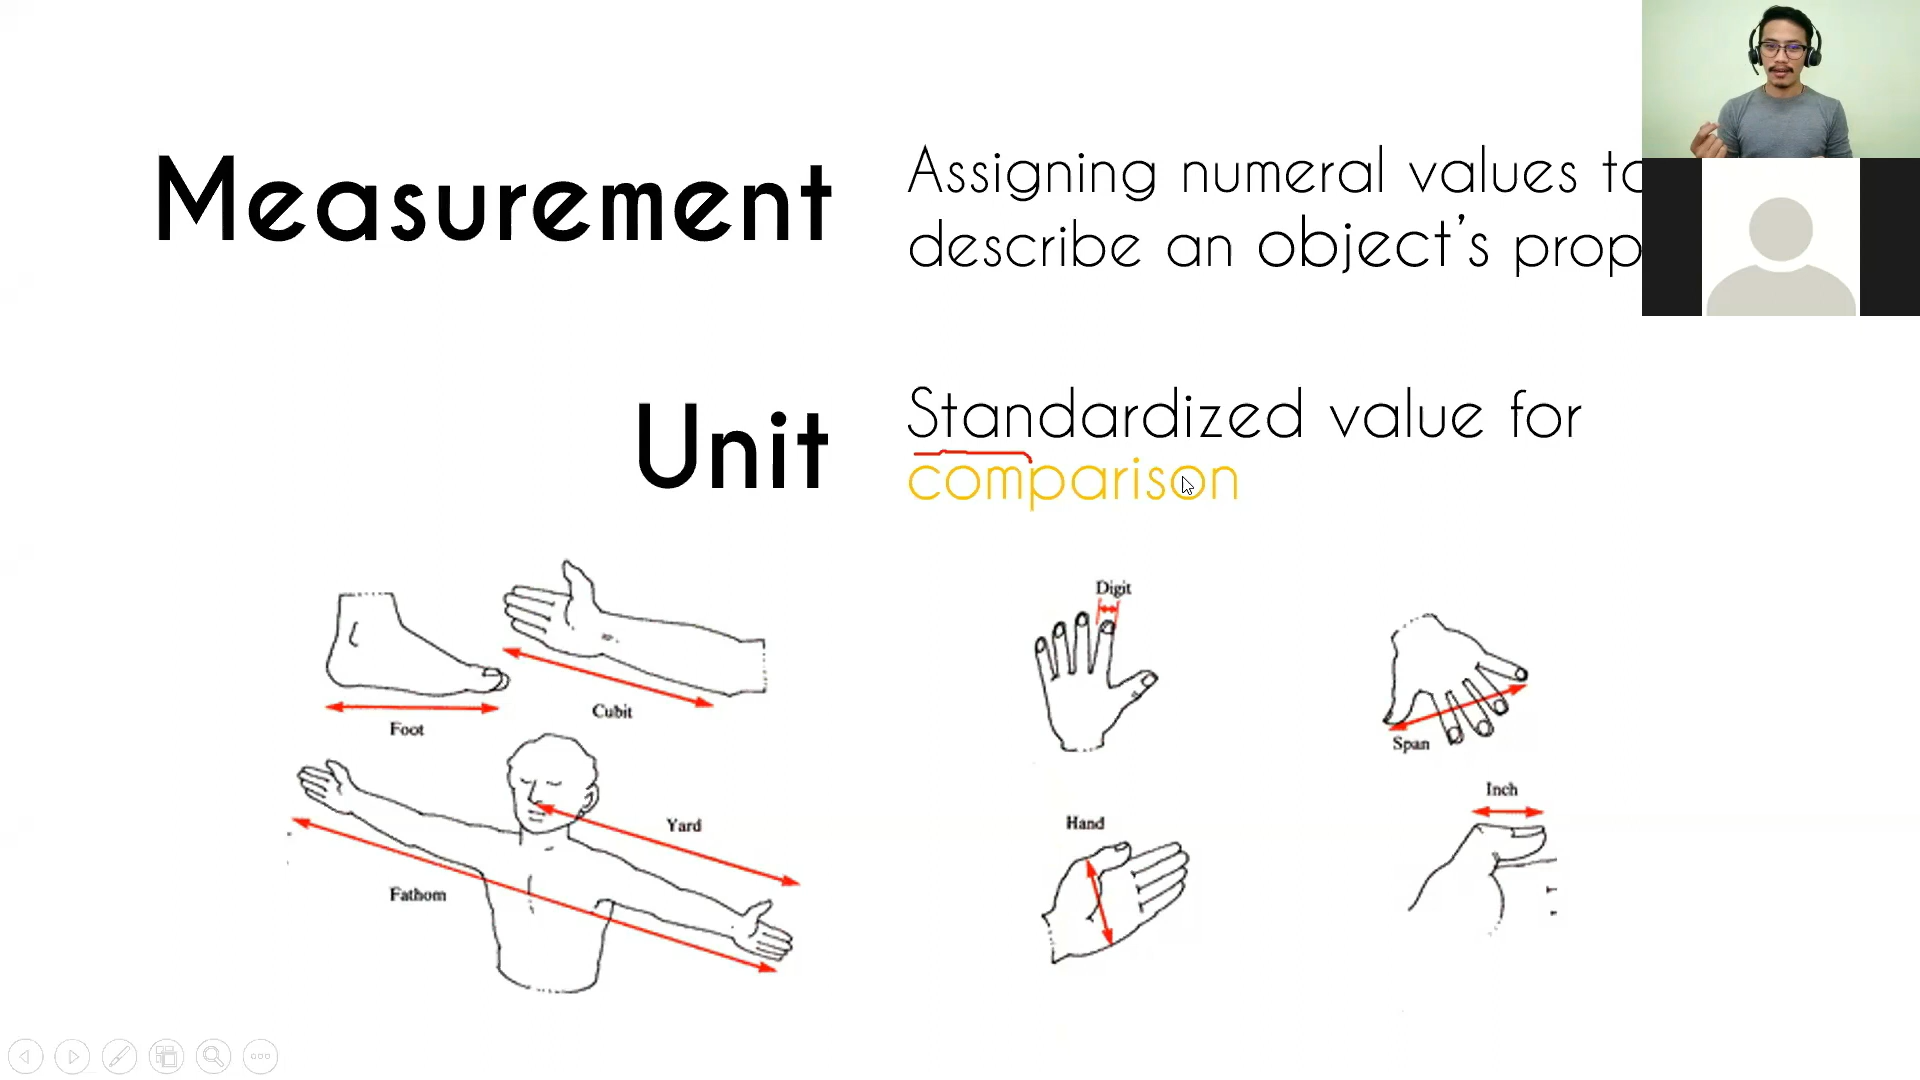 Measurement
Assigning numeral values to
describe an object's prop
Unit
Standardized value for
comparison
Foot
Cubit
Yard
Fathom
Digit
Span
Hand
Inch